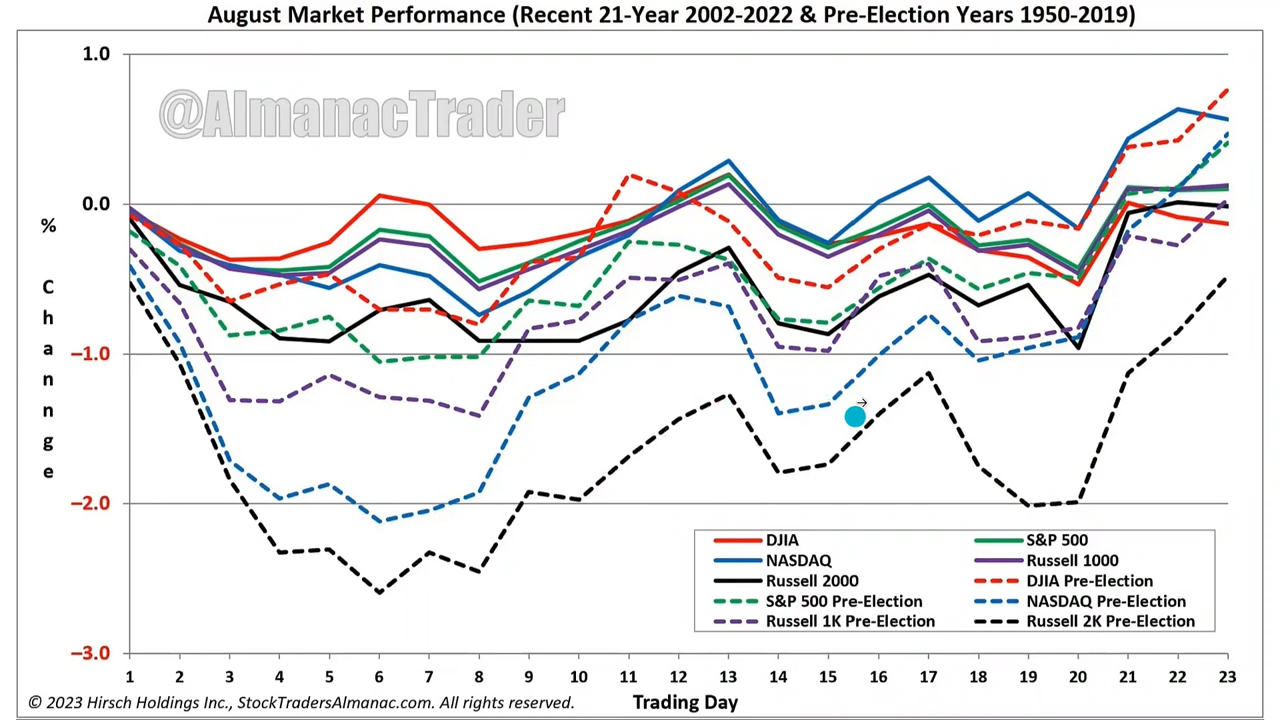 August Market Performance (Recent 21-Year 2002-2022 & Pre-Election Years 1950-2019)
@AlmanacTrader
% Change
1.0
0.0
−1.0
−2.0
−3.0
DJIA S&P 500
NASDAQ Russell 1000
Russell 2000 DJIA Pre-Election
S&P 500 Pre-Election NASDAQ Pre-Election
Russell 1K Pre-Election Russell 2K Pre-Election
1 2 3 4 5 6 7 8 9 10 11 12 13 14 15 16 17 18 19 20 21 22 23
Trading Day
© 2023 Hirsch Holdings Inc., StockTradersAlmanac.com. All rights reserved.